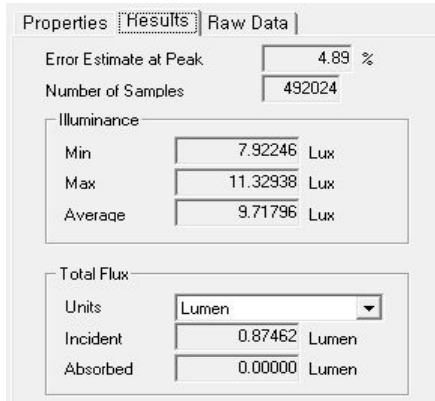 Properties Results Raw Data
Error Estimate at Peak 4.89 %
Number of Samples 492024
Illuminance
Min 7.92246 Lux
Max 11.32938 Lux
Average 9.71796 Lux
Total Flux
Units Lumen
Incident 0.87462 Lumen
Absorbed 0.00000 Lumen